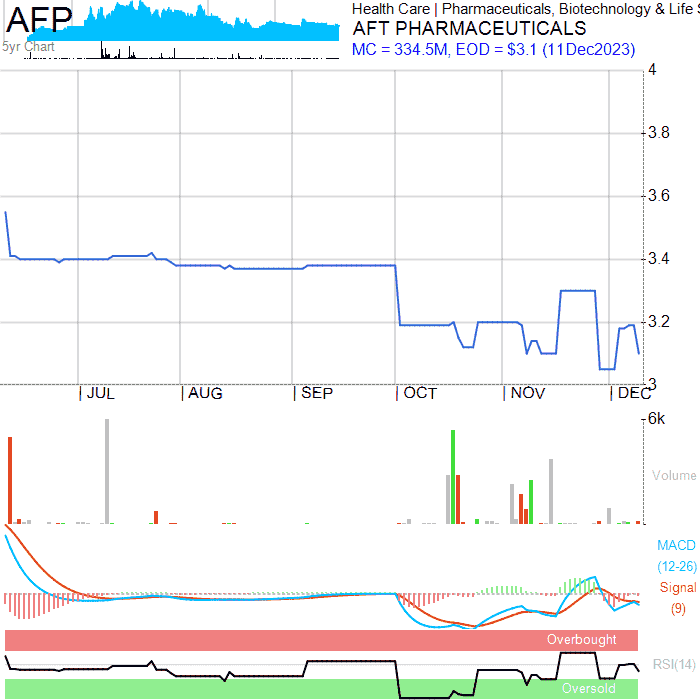 AFP
5yr Chart
Health Care | Pharmaceuticals, Biotechnology & Life S
AFT PHARMACEUTICALS
MC = 334.5M, EOD = $3.1 (11Dec2023)
4
3.8
3.6
3.4
3.2
3
JUL AUG SEP OCT NOV DEC
6k
Volume
MACD
(12-26)
Signal
(9)
Overbought
RSI(14)
Oversold